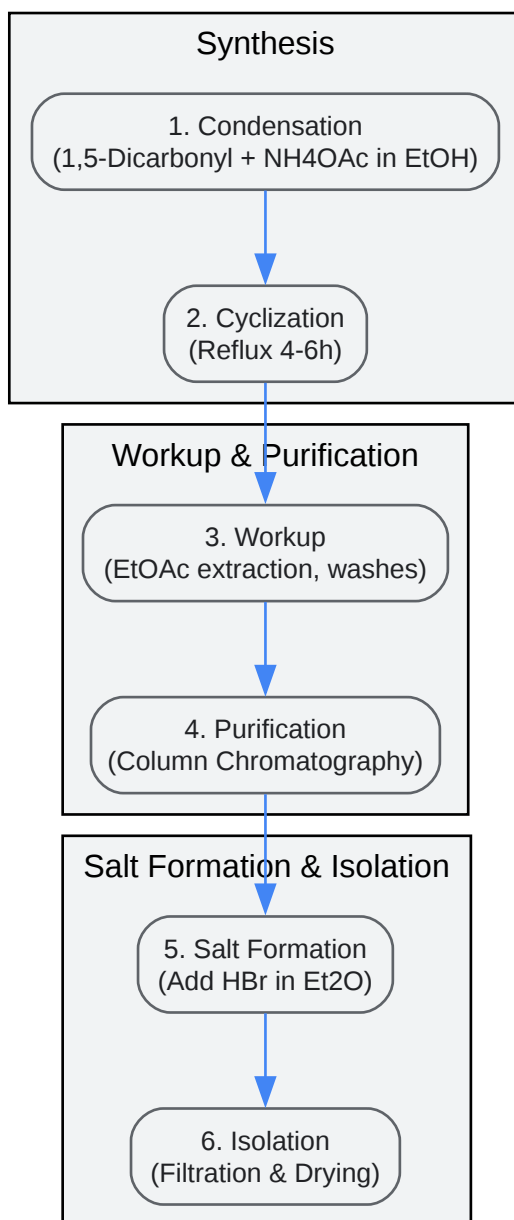 Synthesis
1. Condensation
(1,5-Dicarbonyl + NH4OAc in EtOH)
2. Cyclization
(Reflux 4-6h)
Workup & Purification
3. Workup
(EtOAc extraction, washes)
4. Purification
(Column Chromatography)
Salt Formation & Isolation
5. Salt Formation
(Add HBr in Et2O)
6. Isolation
(Filtration & Drying)